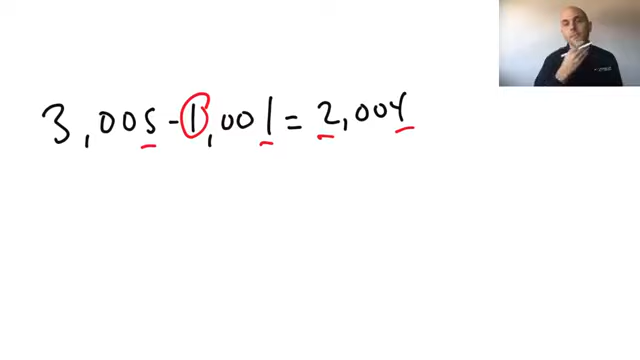 3,005 - 1,001 = 2,004